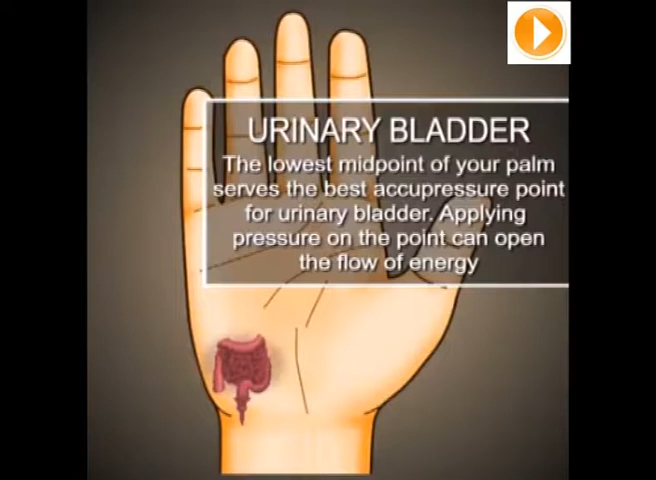 URINARY BLADDER
The lowest midpoint of your palm
serves the best accupressure point
for urinary bladder. Applying
pressure on the point can open
the flow of energy